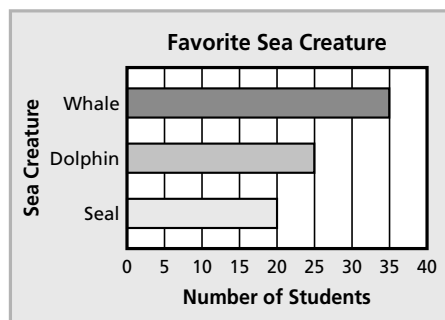 Favorite Sea Creature
Sea Creature
Whale
Dolphin
Seal
0 5 10 15 20 25 30 35 40
Number of Students